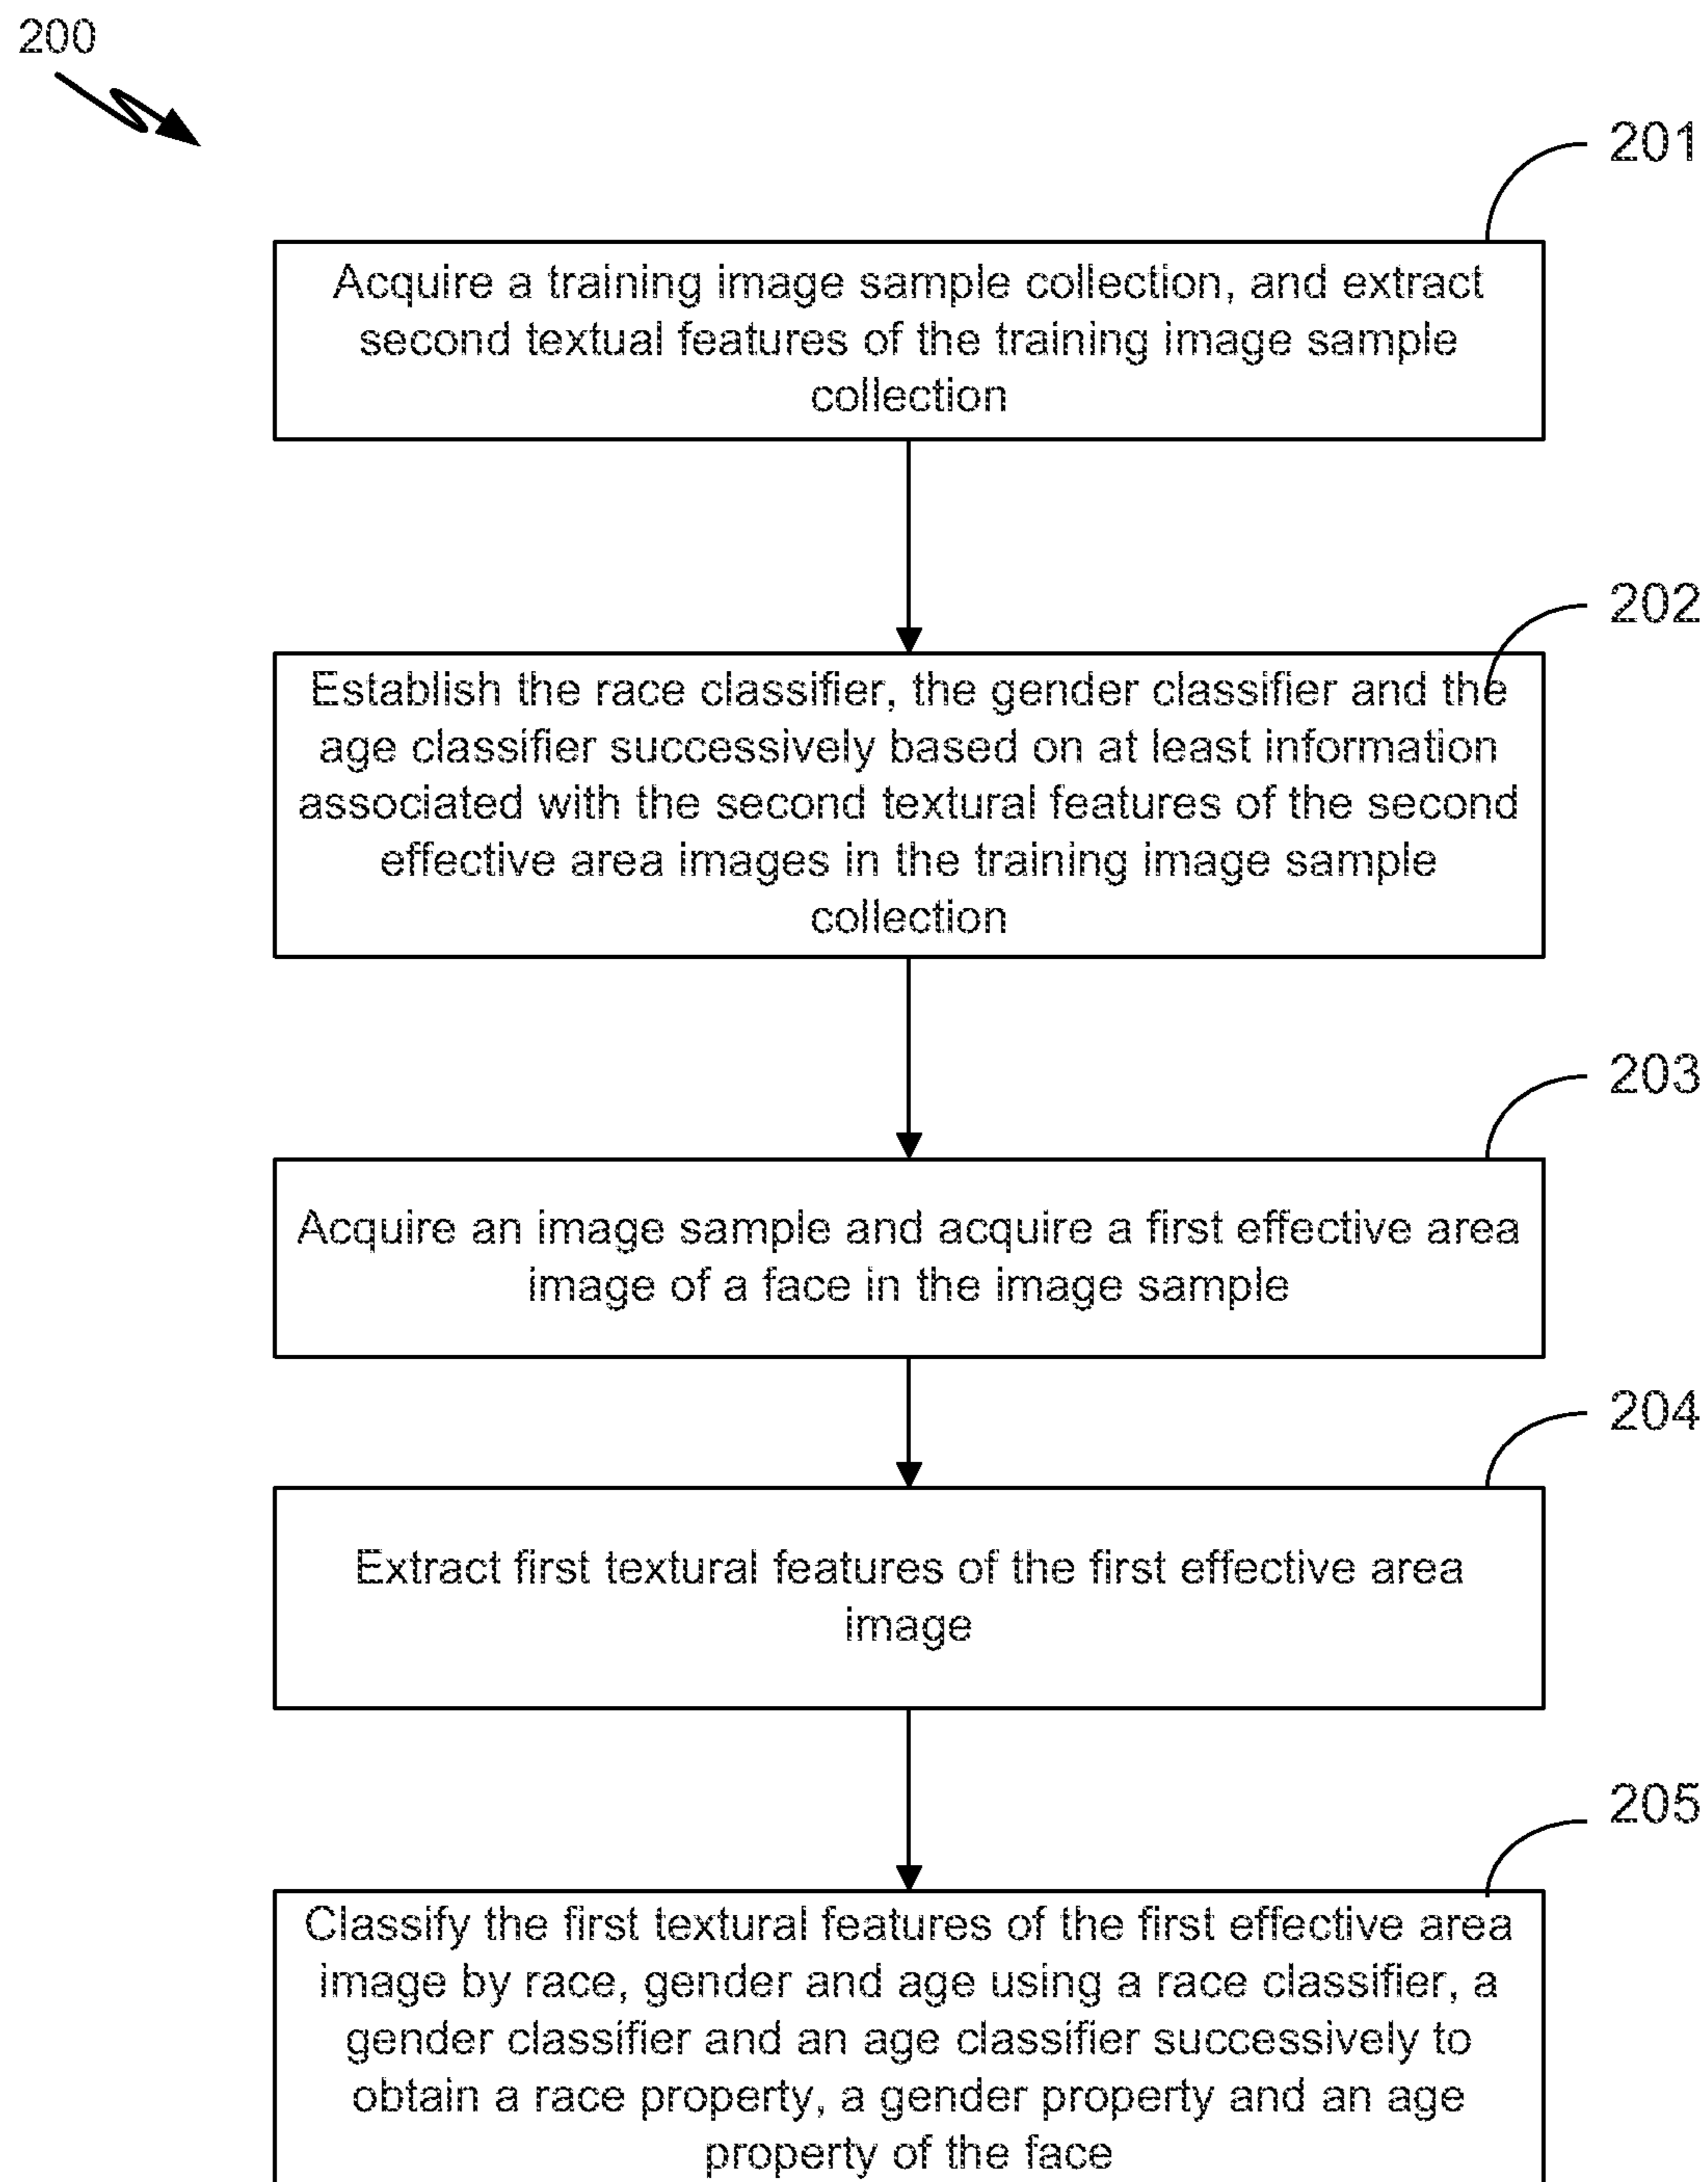 200
201
Acquire a training image sample collection, and extract
second textual features of the training image sample
collection
202
Establish the race classifier, the gender classifier and the
age classifier successively based on at least information
associated with the second textural features of the second
effective area images in the training image sample
collection
203
Acquire an image sample and acquire a first effective area
image of a face in the image sample
204
Extract first textural features of the first effective area
image
205
Classify the first textural features of the first effective area
image by race, gender and age using a race classifier, a
gender classifier and an age classifier successively to
obtain a race property, a gender property and an age
property of the face